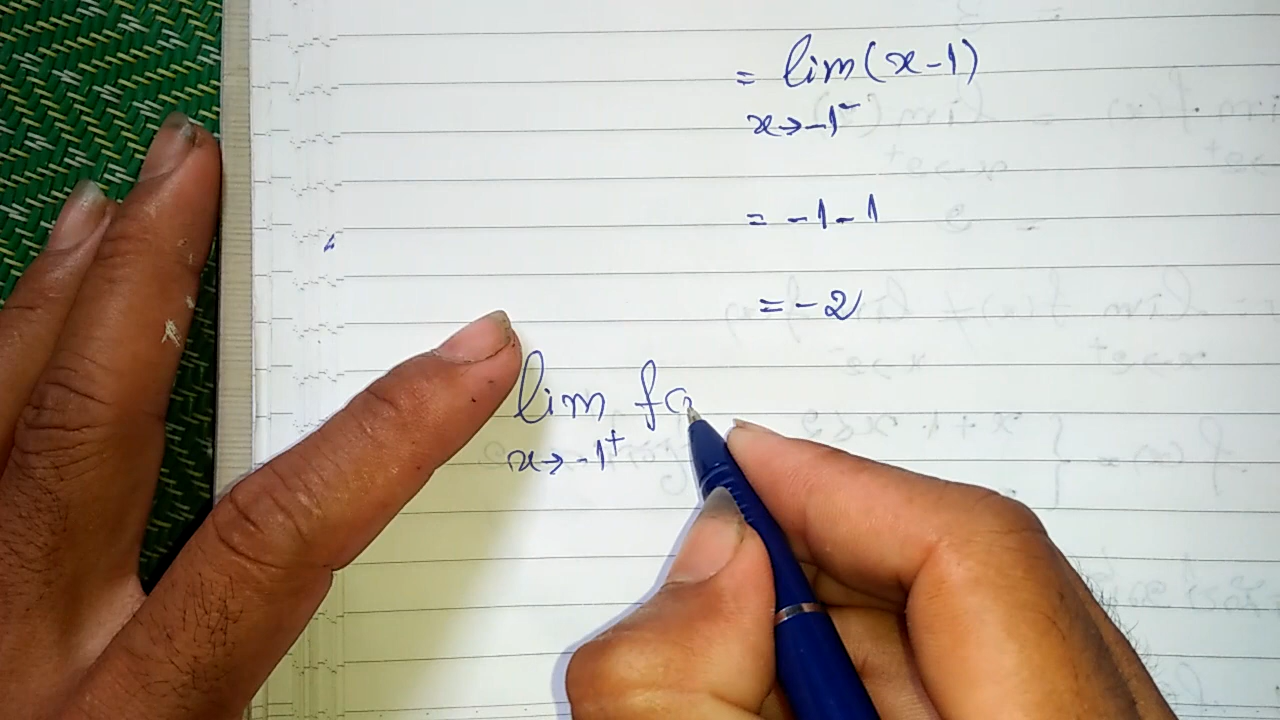 = lim (x-1)
x→-1⁻
= -1-1
= -2
lim f(
x→-1⁺